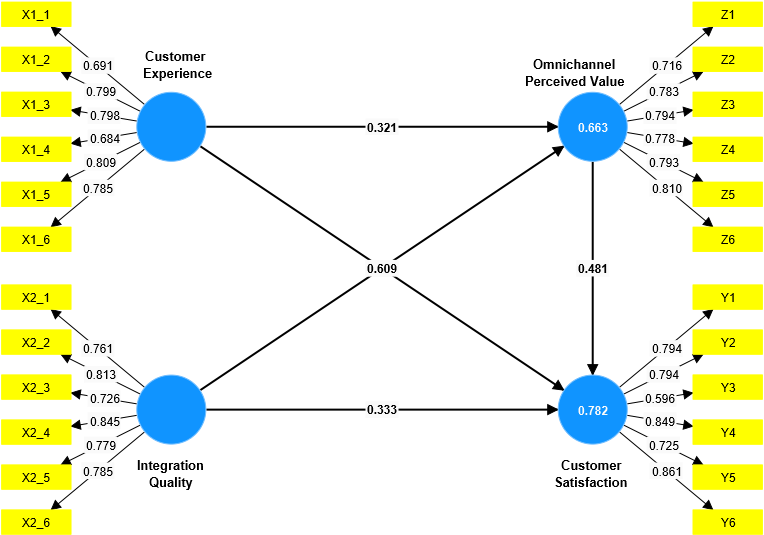 X1_1
X1_2
X1_3
X1_4
X1_5
X1_6
0.691
0.799
0.798
0.684
0.809
0.785
Customer
Experience
0.321
Omnichannel
Perceived Value
0.663
0.716
0.783
0.794
0.778
0.793
0.810
Z1
Z2
Z3
Z4
Z5
Z6
0.609
0.481
X2_1
X2_2
X2_3
X2_4
X2_5
X2_6
0.761
0.813
0.726
0.845
0.779
0.785
Integration
Quality
0.333
0.782
Customer
Satisfaction
0.794
0.794
0.596
0.849
0.725
0.861
Y1
Y2
Y3
Y4
Y5
Y6